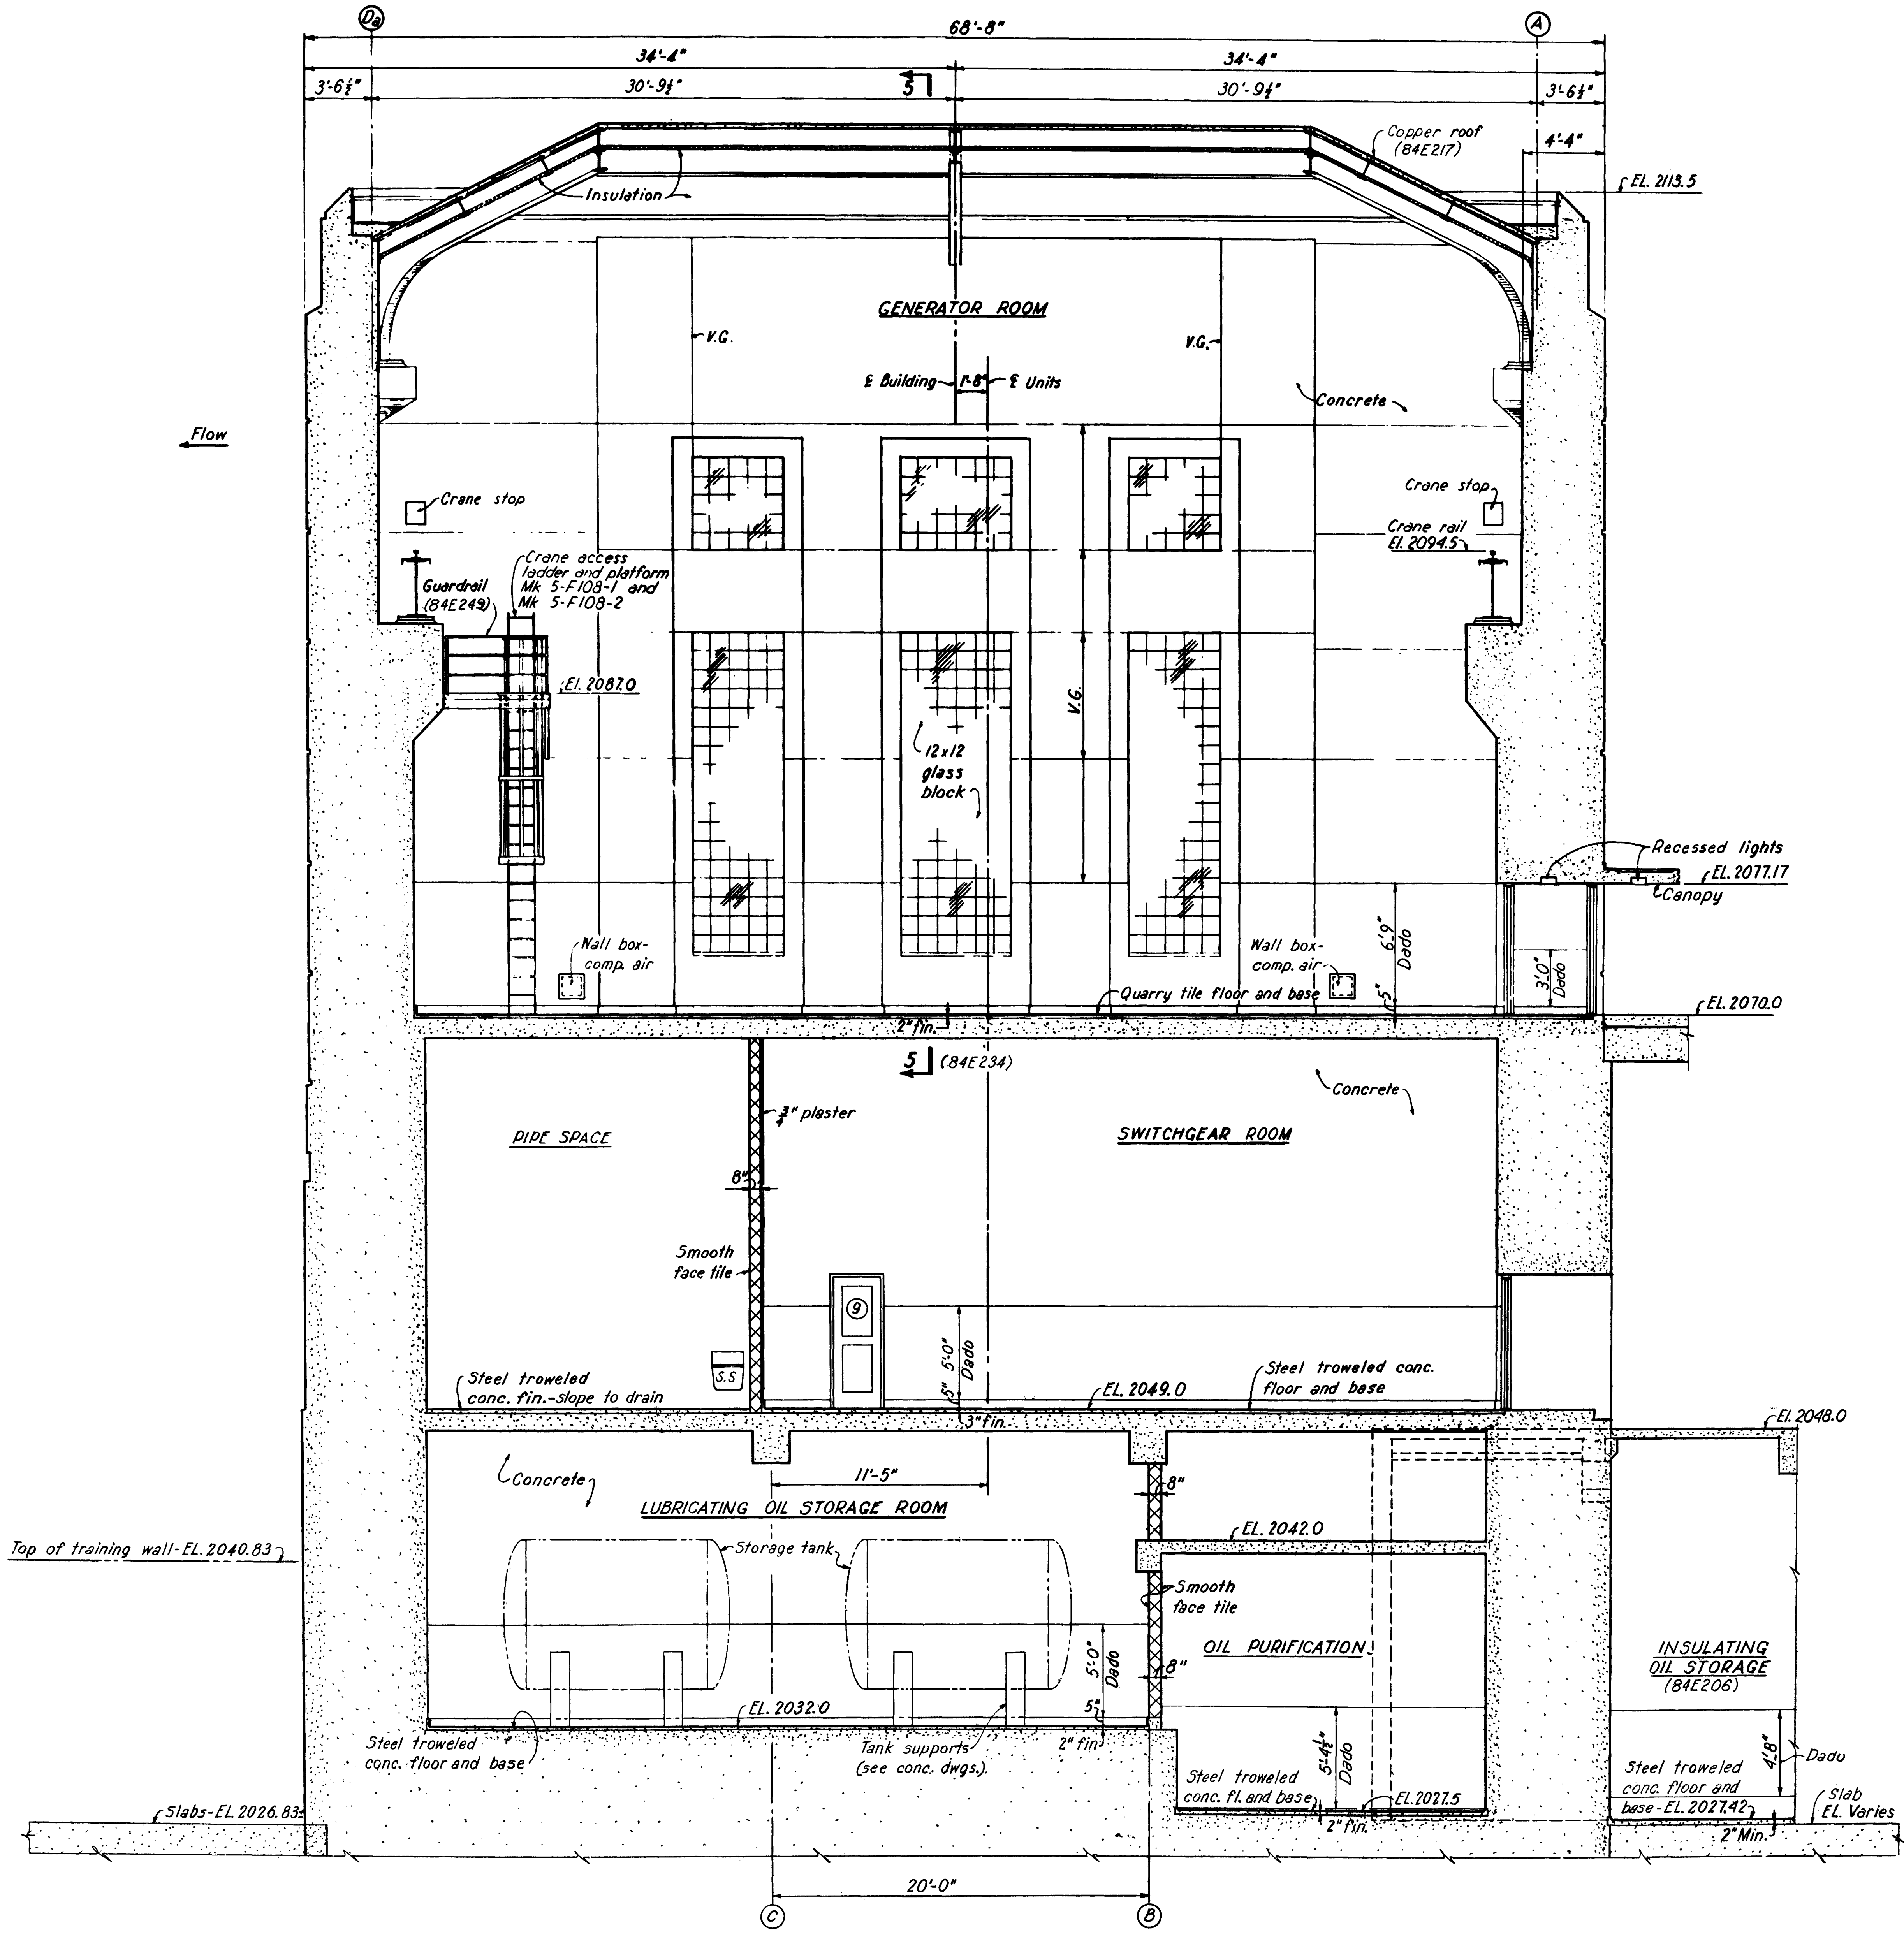 Da
A
68'-8"
34'-4"
34'-4"
3'-6½"
30'-9½"
5
30'-9½"
3'-6½"
Copper roof
(84E217)
4'-4"
EL. 2113.5
Insulation
GENERATOR ROOM
V.G.
V.G.
℄ Building
1'-8"
℄ Units
Concrete
Flow
Crane stop
Crane stop
Crane rail
El. 2094.5
Crane access
ladder and platform
Mk 5-F108-1 and
Mk 5-F108-2
Guardrail
(84E249)
El. 2087.0
V.G.
12x12
glass
block
Recessed lights
EL. 2077.17
Canopy
6'-9"
Dado
Wall box-
comp. air
Wall box-
comp. air
3'-0"
Dado
5"
Quarry tile floor and base
EL. 2070.0
2" fin.
5
(84E234)
Concrete
¾" plaster
PIPE SPACE
SWITCHGEAR ROOM
8"
Smooth
face tile
9
5'-0"
Dado
S.S
Steel troweled
conc. fin.-slope to drain
5"
EL. 2049.0
Steel troweled conc.
floor and base
3" fin.
El. 2048.0
Concrete
11'-5"
8"
LUBRICATING OIL STORAGE ROOM
EL. 2042.0
Top of training wall-EL. 2040.83
Storage tank
Smooth
face tile
OIL PURIFICATION
INSULATING
OIL STORAGE
(84E206)
5'-0"
Dado
8"
EL. 2032.0
5"
2" fin
Steel troweled
conc. floor and base
Tank supports
(see conc. dwgs.).
5'-4½"
Dado
4'-8"
Dado
Steel troweled
conc. fl. and base
EL. 2027.5
2" fin.
Steel troweled
conc. floor and
base-EL. 2027.42
Slab
EL. Varies
2" Min.
Slabs-EL. 2026.83
20'-0"
C
B